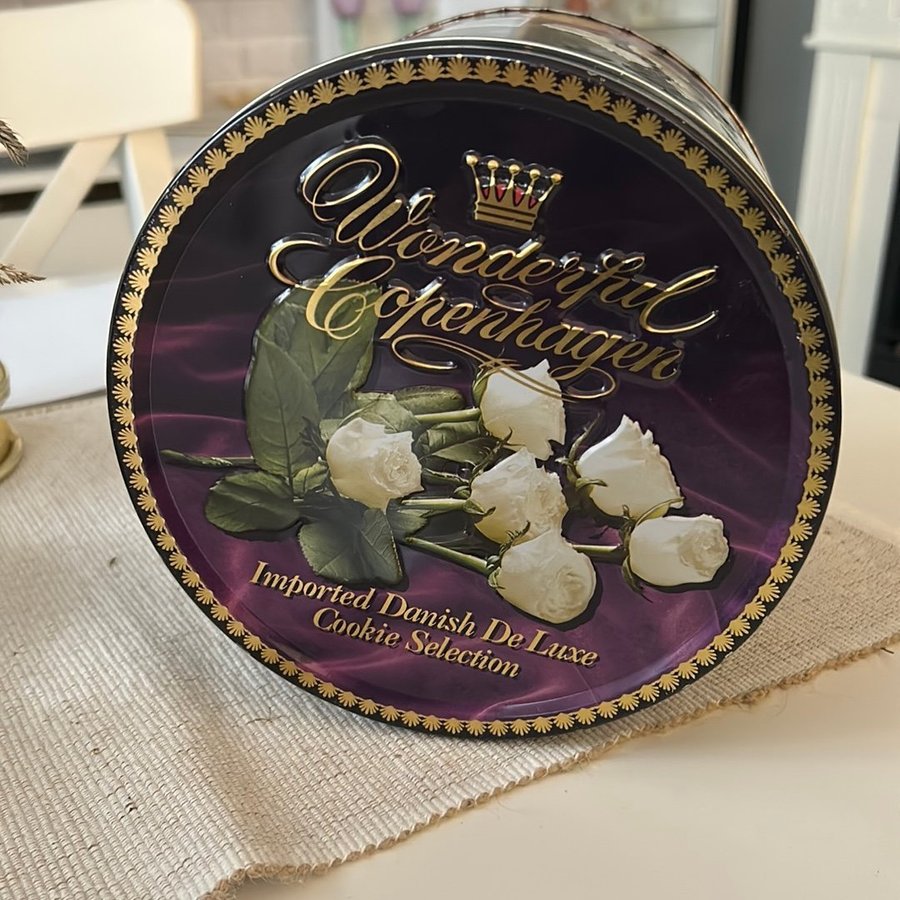 Wonderful
Copenhagen
Imported Danish De Luxe
Cookie Selection